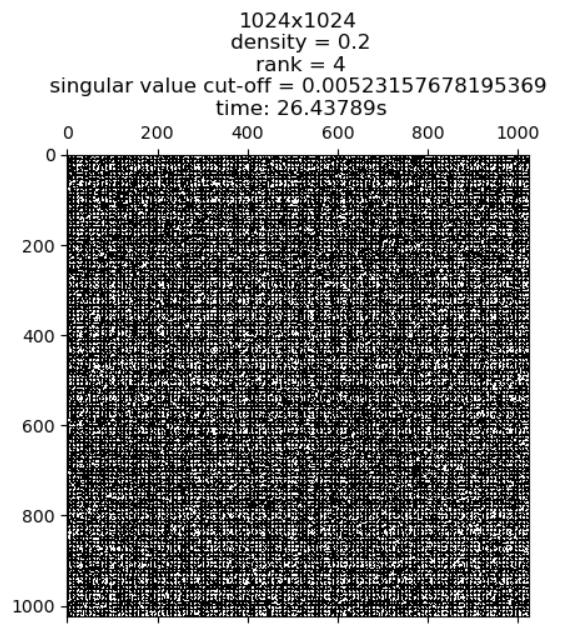 1024x1024
density = 0.2
rank = 4
singular value cut-off = 0.00523157678195369
time: 26.43789s
0 200 400 600 800 1000
0
200
400
600
800
1000